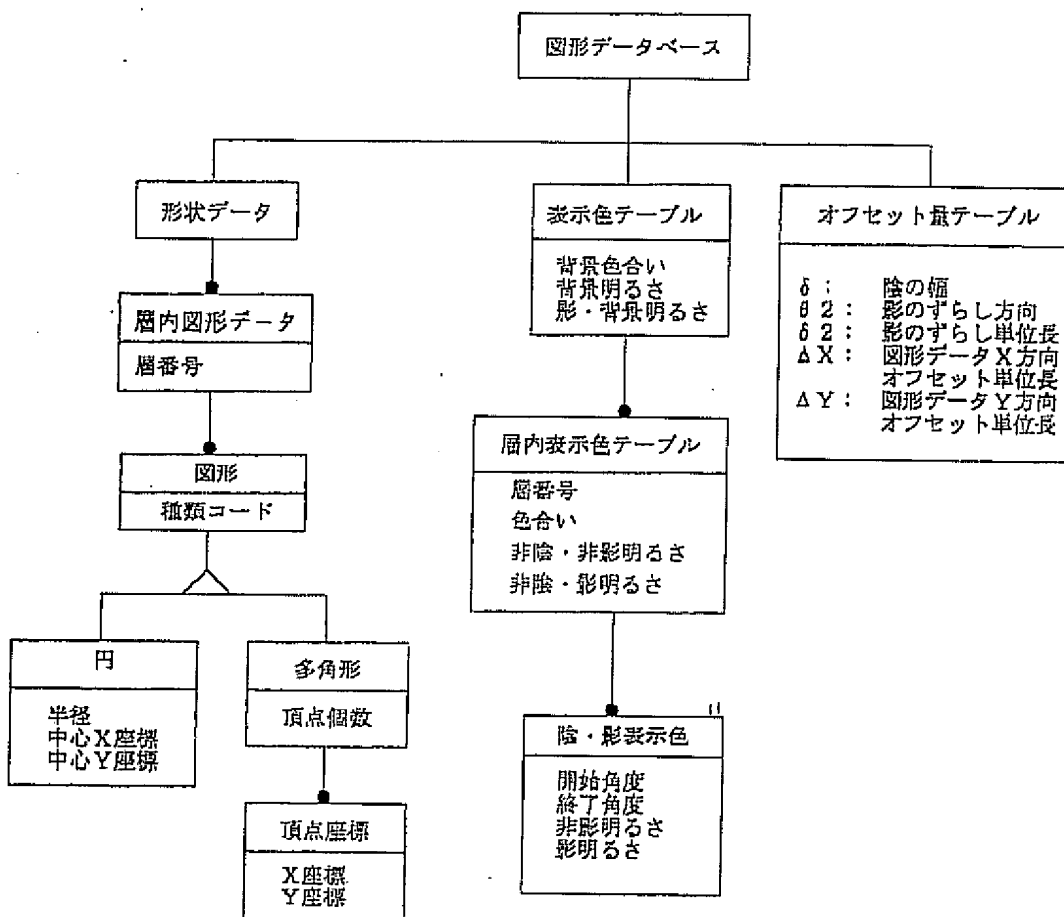 図形データベース
形状データ
層内図形データ
層番号
図形
種類コード
円
半径
中心X座標
中心Y座標
多角形
頂点個数
頂点座標
X座標
Y座標
表示色テーブル
背景色合い
背景明るさ
影・背景明るさ
層内表示色テーブル
層番号
色合い
非陰・非影明るさ
非陰・影明るさ
陰・影表示色
開始角度
終了角度
非影明るさ
影明るさ
オフセット量テーブル
δ: 陰の幅
θ2: 影のずらし方向
δ2: 影のずらし単位長
ΔX: 図形データX方向
オフセット単位長
ΔY: 図形データY方向
オフセット単位長